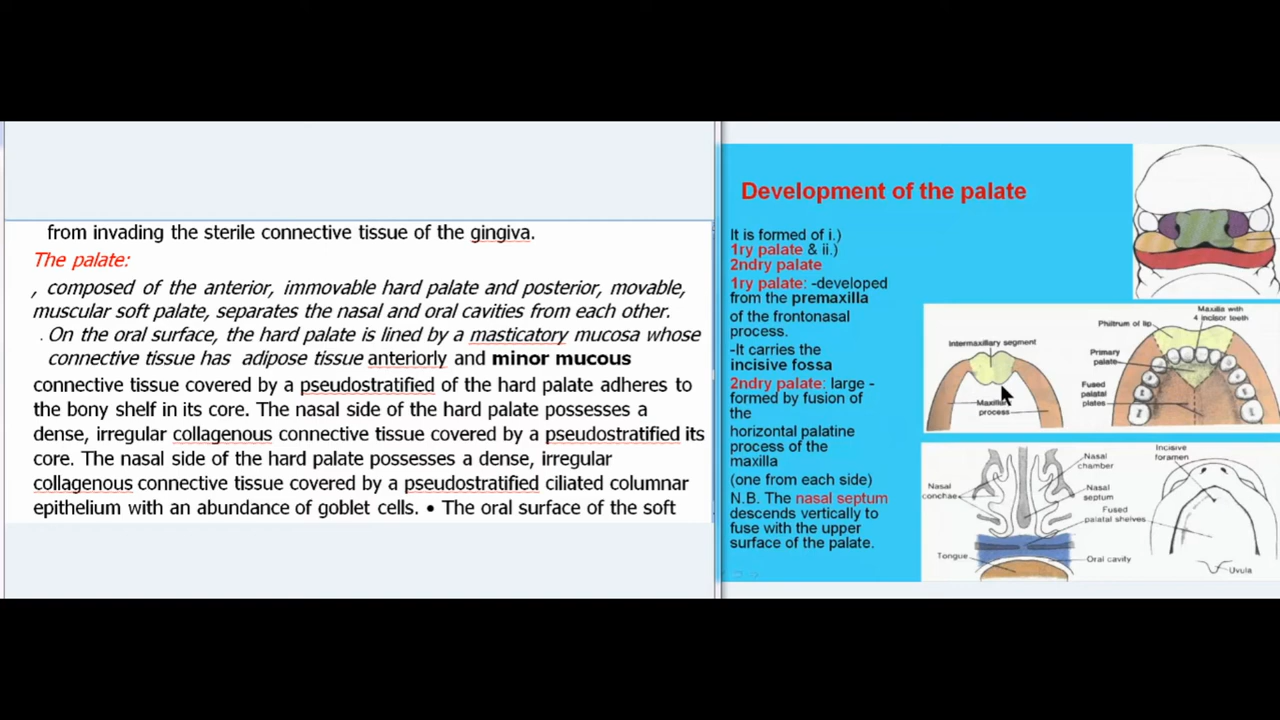 from invading the sterile connective tissue of the gingiva.
The palate:
, composed of the anterior, immovable hard palate and posterior, movable,
muscular soft palate, separates the nasal and oral cavities from each other.
. On the oral surface, the hard palate is lined by a masticatory mucosa whose
connective tissue has adipose tissue anteriorly and minor mucous
connective tissue covered by a pseudostratified of the hard palate adheres to
the bony shelf in its core. The nasal side of the hard palate possesses a
dense, irregular collagenous connective tissue covered by a pseudostratified its
core. The nasal side of the hard palate possesses a dense, irregular
collagenous connective tissue covered by a pseudostratified ciliated columnar
epithelium with an abundance of goblet cells. • The oral surface of the soft
Development of the palate
It is formed of i.)
1ry palate & ii.)
2ndry palate
1ry palate: -developed
from the premaxilla
of the frontonasal
process.
-It carries the
incisive fossa
2ndry palate: large -
formed by fusion of
the
horizontal palatine
process of the
maxilla
(one from each side)
N.B. The nasal septum
descends vertically to
fuse with the upper
surface of the palate.
Intermaxillary segment
Maxillary
process
Maxilla with
4 incisor teeth
Philtrum of lip
Primary
palate
Fused
palatal
plates
Nasal
conchae
Nasal
chamber
Nasal
septum
Fused
palatal shelves
Tongue
Oral cavity
Incisive
foramen
Uvula